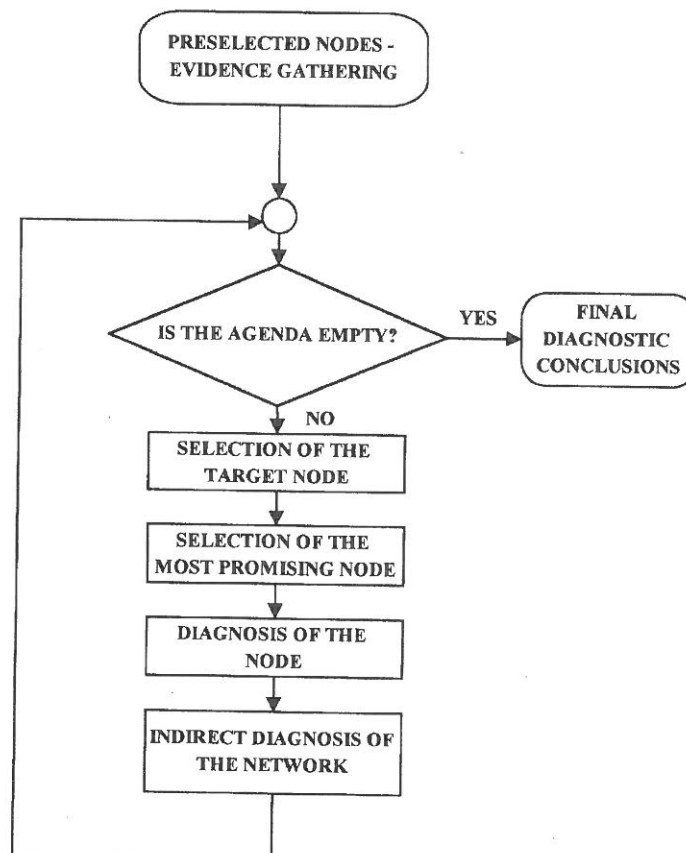 PRESELECTED NODES -
EVIDENCE GATHERING
IS THE AGENDA EMPTY?
YES
FINAL
DIAGNOSTIC
CONCLUSIONS
NO
SELECTION OF THE
TARGET NODE
SELECTION OF THE
MOST PROMISING NODE
DIAGNOSIS OF THE
NODE
INDIRECT DIAGNOSIS OF
THE NETWORK